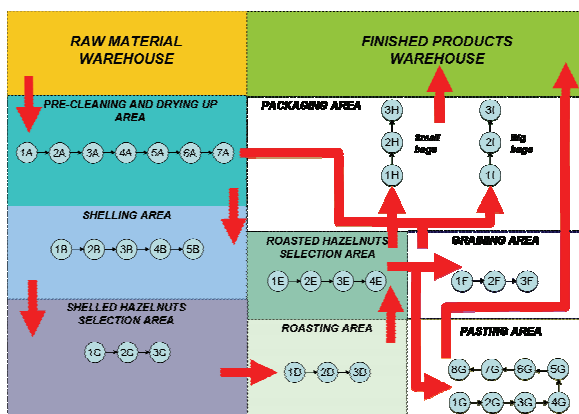 RAW MATERIAL
WAREHOUSE
FINISHED PRODUCTS
WAREHOUSE
PRE-CLEANING AND DRYING UP
AREA
1A 2A 3A 4A 5A 6A 7A
PACKAGING AREA
3H
2H
1H
Small
bags
3I
2I
1I
Big
bags
SHELLING AREA
1B 2B 3B 4B 5B
ROASTED HAZELNUTS
SELECTION AREA
1E 2E 3E 4E
GRADING AREA
1F 2F 3F
SHELLED HAZELNUTS
SELECTION AREA
1C 2C 3C
ROASTING AREA
1D 2D 3D
PASTING AREA
8G 7G 6G 5G
1G 2G 3G 4G